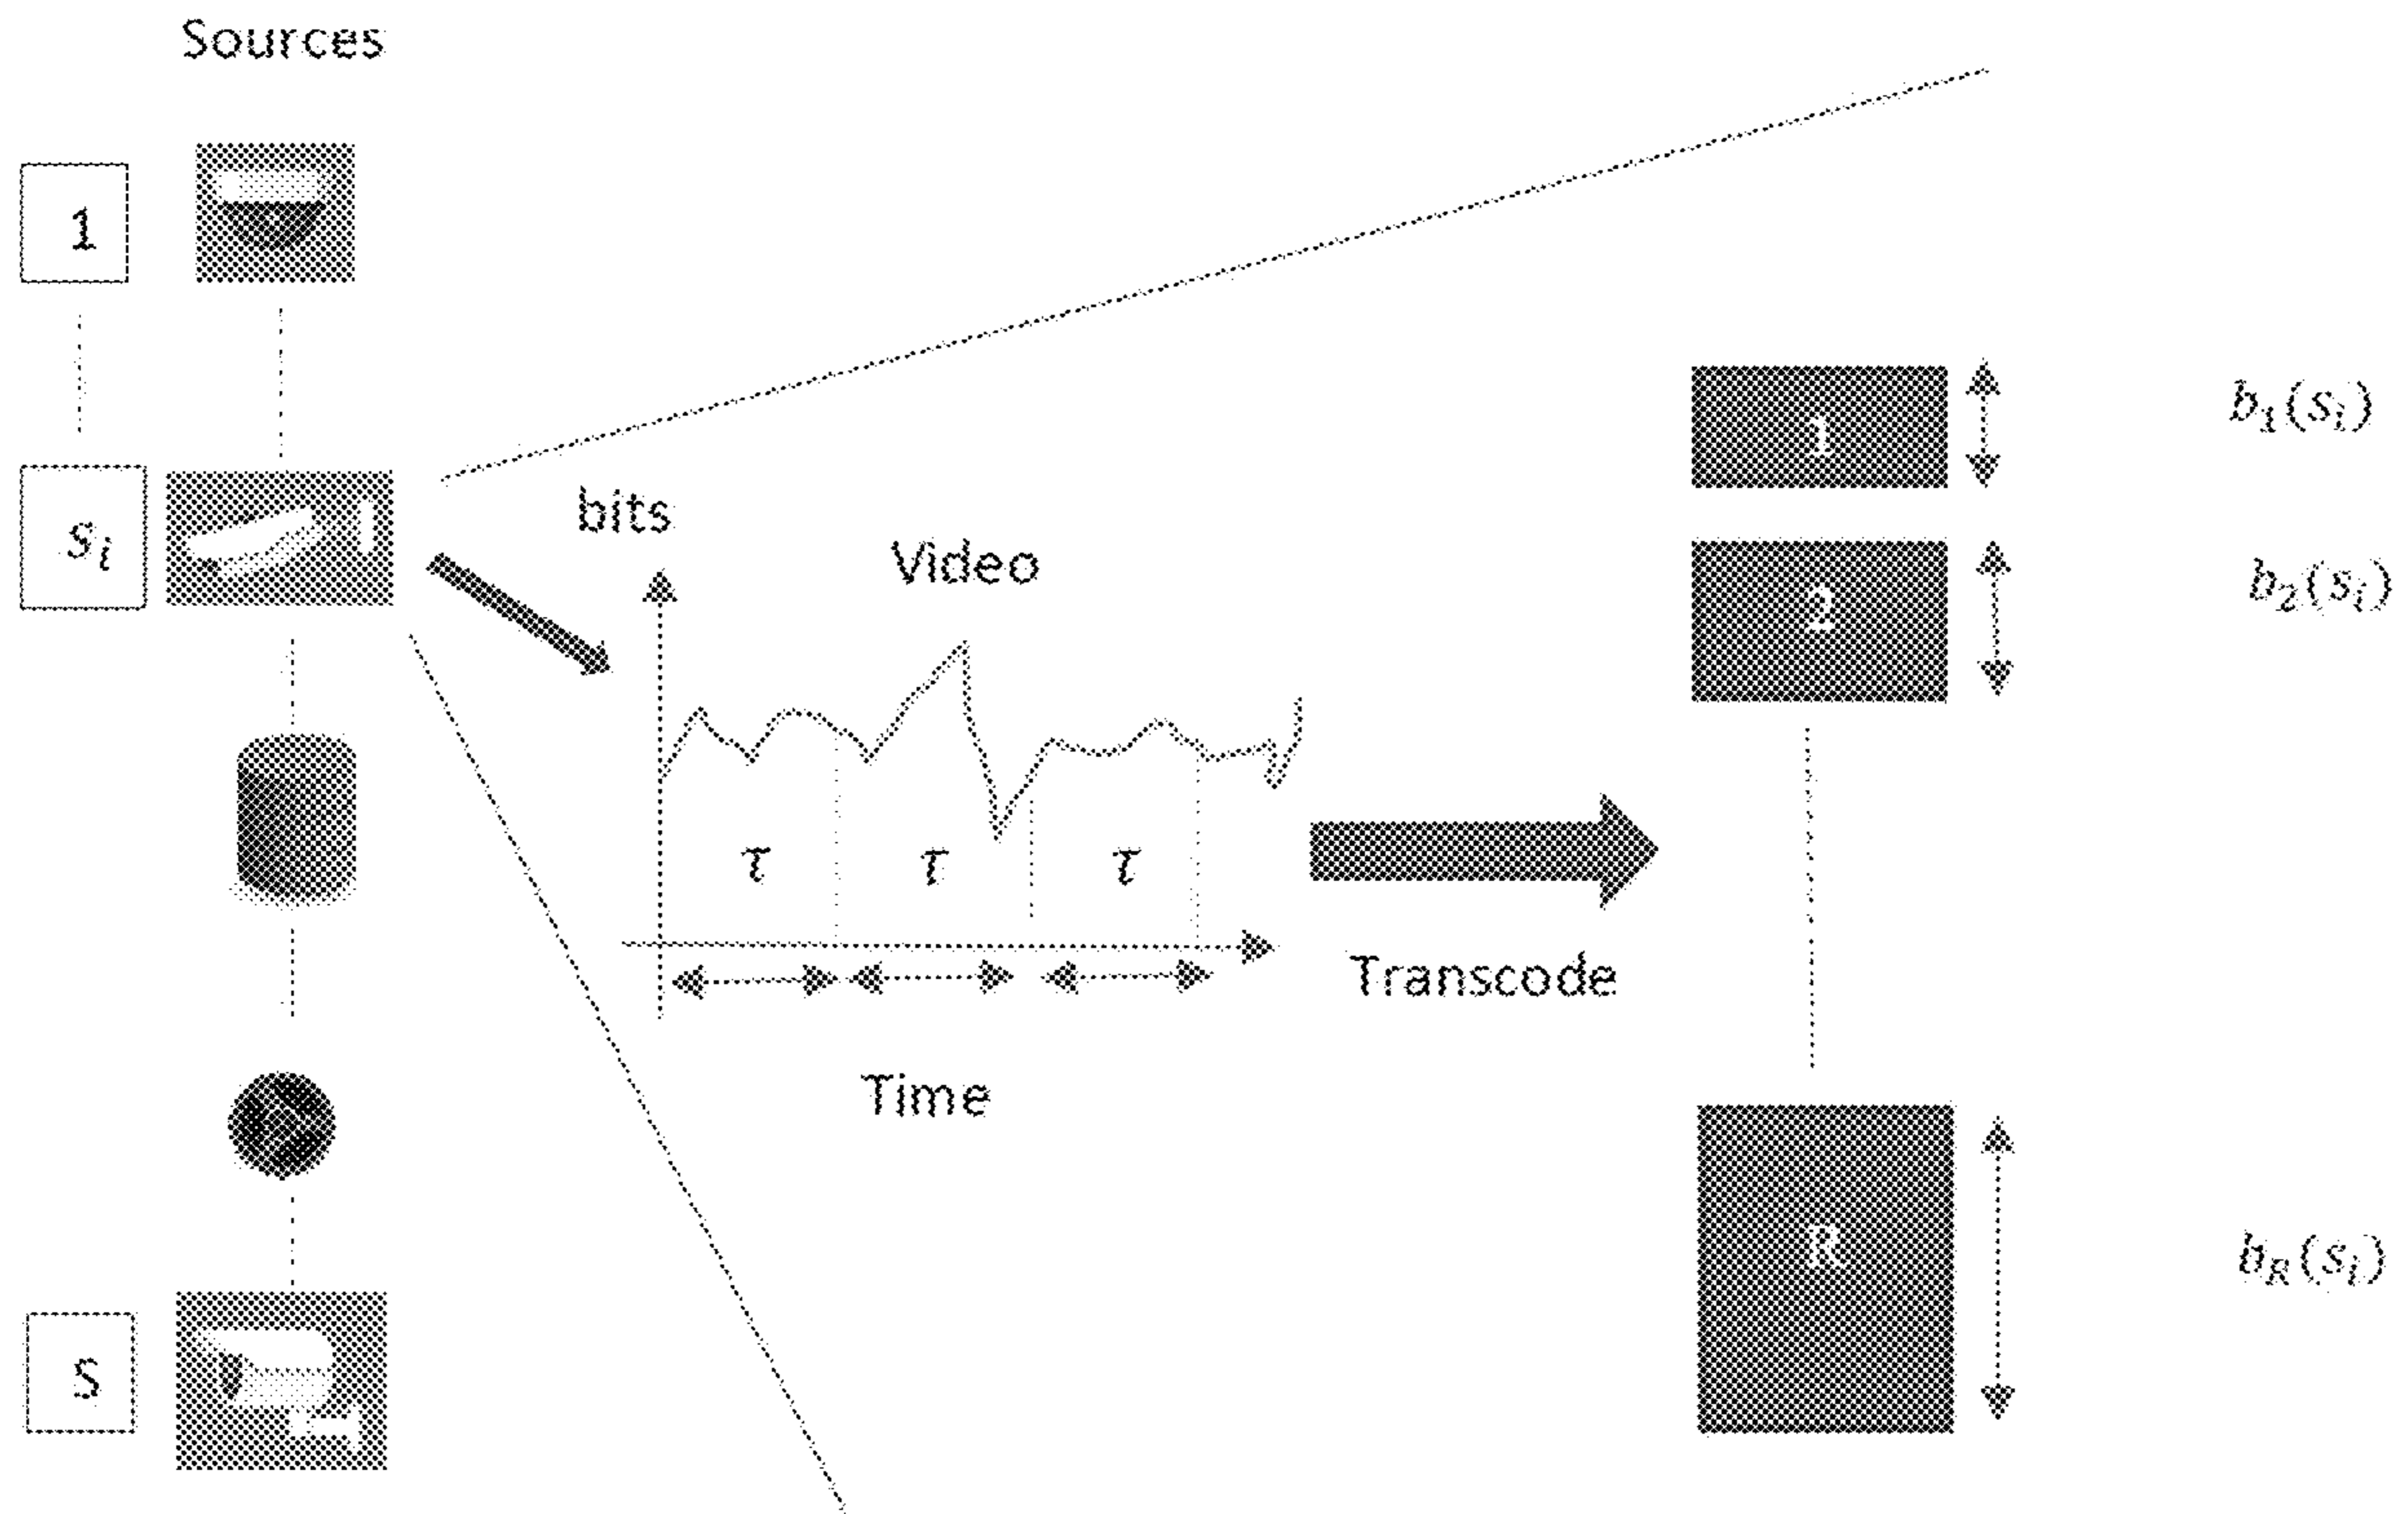 Sources
1
s_i
S
bits
Video
τ τ τ
Time
Transcode
1
b_1(s_i)
2
b_2(s_i)
R
b_R(s_i)